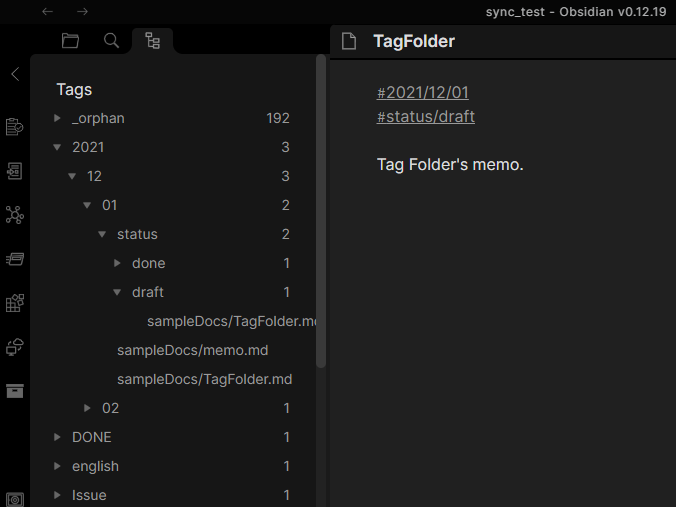 sync_test - Obsidian v0.12.19
TagFolder
Tags
_orphan 192
2021 3
12 3
01 2
status 2
done 1
draft 1
sampleDocs/TagFolder.md
sampleDocs/memo.md
sampleDocs/TagFolder.md
02 1
DONE 1
english 1
Issue 1
#2021/12/01
#status/draft
Tag Folder's memo.